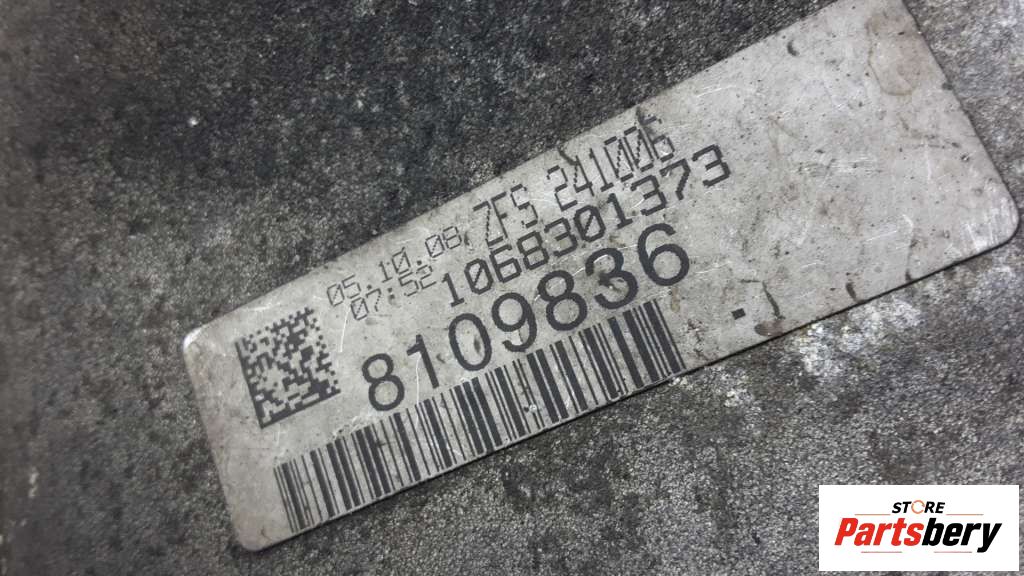 05.10.08 ZFS 241006
07:52 1068301373
8109836
STORE
Partsbery